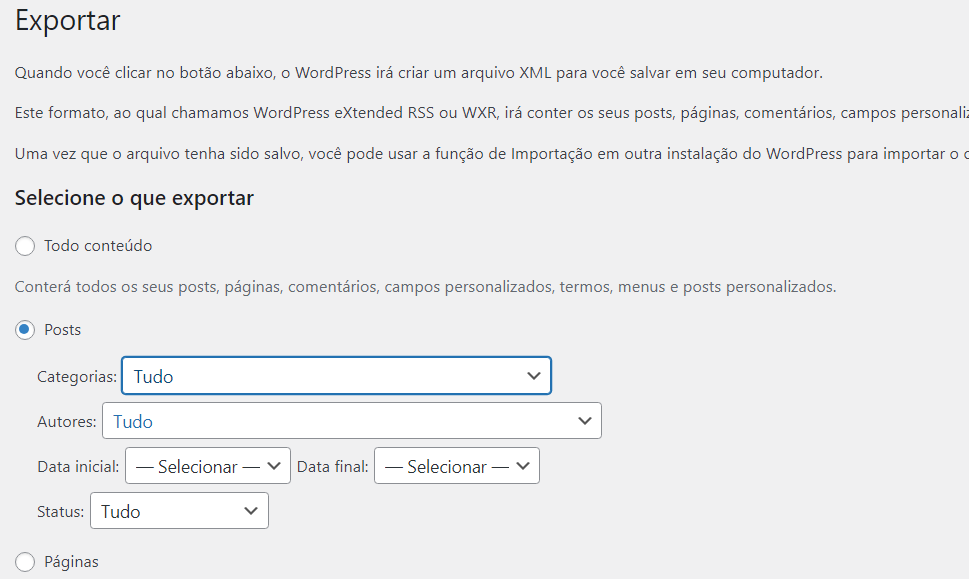 Exportar
Quando você clicar no botão abaixo, o WordPress irá criar um arquivo XML para você salvar em seu computador.
Este formato, ao qual chamamos WordPress eXtended RSS ou WXR, irá conter os seus posts, páginas, comentários, campos personaliz
Uma vez que o arquivo tenha sido salvo, você pode usar a função de Importação em outra instalação do WordPress para importar o c
Selecione o que exportar
Todo conteúdo
Conterá todos os seus posts, páginas, comentários, campos personalizados, termos, menus e posts personalizados.
Posts
Categorias: Tudo
Autores: Tudo
Data inicial: — Selecionar — Data final: — Selecionar —
Status: Tudo
Páginas